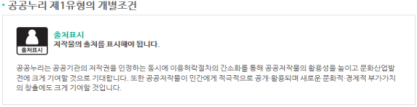 공공누리 제1유형의 개별조건
출처표시
출처표시
저작물의 출처를 표시해야 됩니다.
공공누리는 공공기관의 저작권을 인정하는 동시에 이용허락절차의 간소화를 통해 공공저작물의 활용성을 높이고 문화산업발
전에 크게 기여할 것으로 기대합니다. 또한 공공저작물이 민간에게 적극적으로 공개·활용되며 새로운 문화적·경제적 부가가치
의 창출에도 크게 기여할 것입니다.